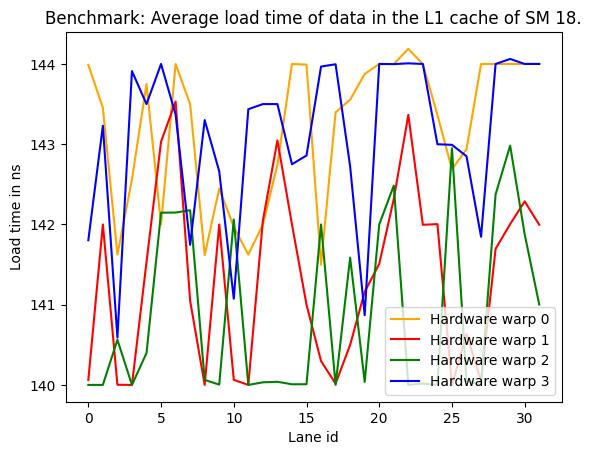 Benchmark: Average load time of data in the L1 cache of SM 18.
144
143
142
141
140
Load time in ns
Hardware warp 0
Hardware warp 1
Hardware warp 2
Hardware warp 3
0 5 10 15 20 25 30
Lane id